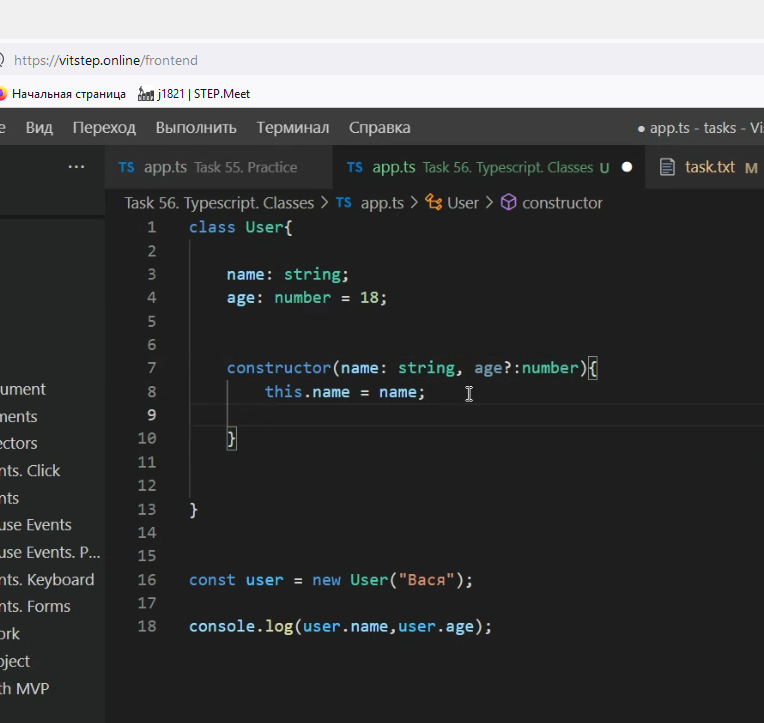 https://vitstep.online/frontend
Начальная страница j1821 | STEP.Meet
е Вид Переход Выполнить Терминал Справка ● app.ts - tasks - Vi
··· TS app.ts Task 55. Practice TS app.ts Task 56. Typescript. Classes U ● task.txt M
Task 56. Typescript. Classes > TS app.ts > User > constructor
1 class User{
2
3 name: string;
4 age: number = 18;
5
6
7 constructor(name: string, age?:number){
8 this.name = name;
9
10 }
11
12
13 }
14
15
16 const user = new User("Вася");
17
18 console.log(user.name,user.age);
ument
ments
ectors
nts. Click
nts
use Events
use Events. P...
nts. Keyboard
nts. Forms
ork
oject
th MVP